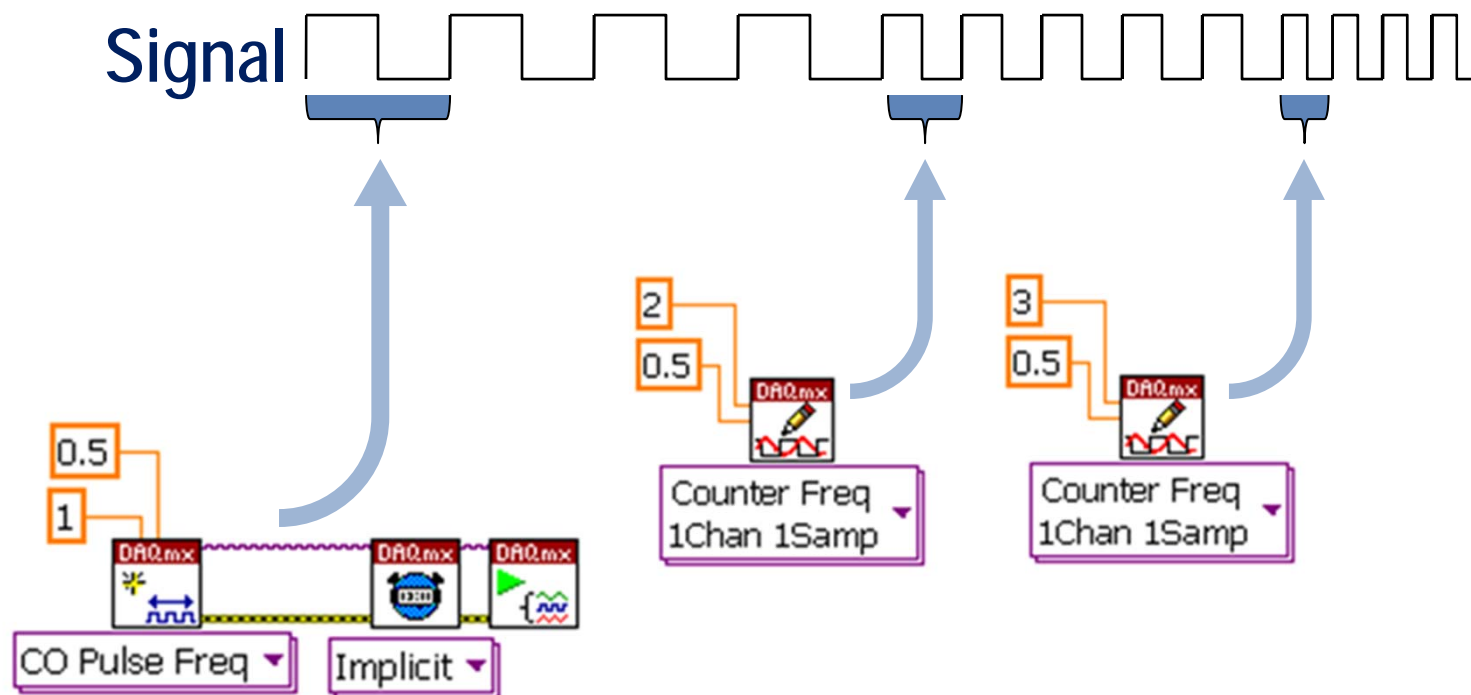 Signal
0.5
1
DAQmx
DAQmx
DAQmx
CO Pulse Freq
Implicit
2
0.5
DAQmx
Counter Freq
1Chan 1Samp
3
0.5
DAQmx
Counter Freq
1Chan 1Samp